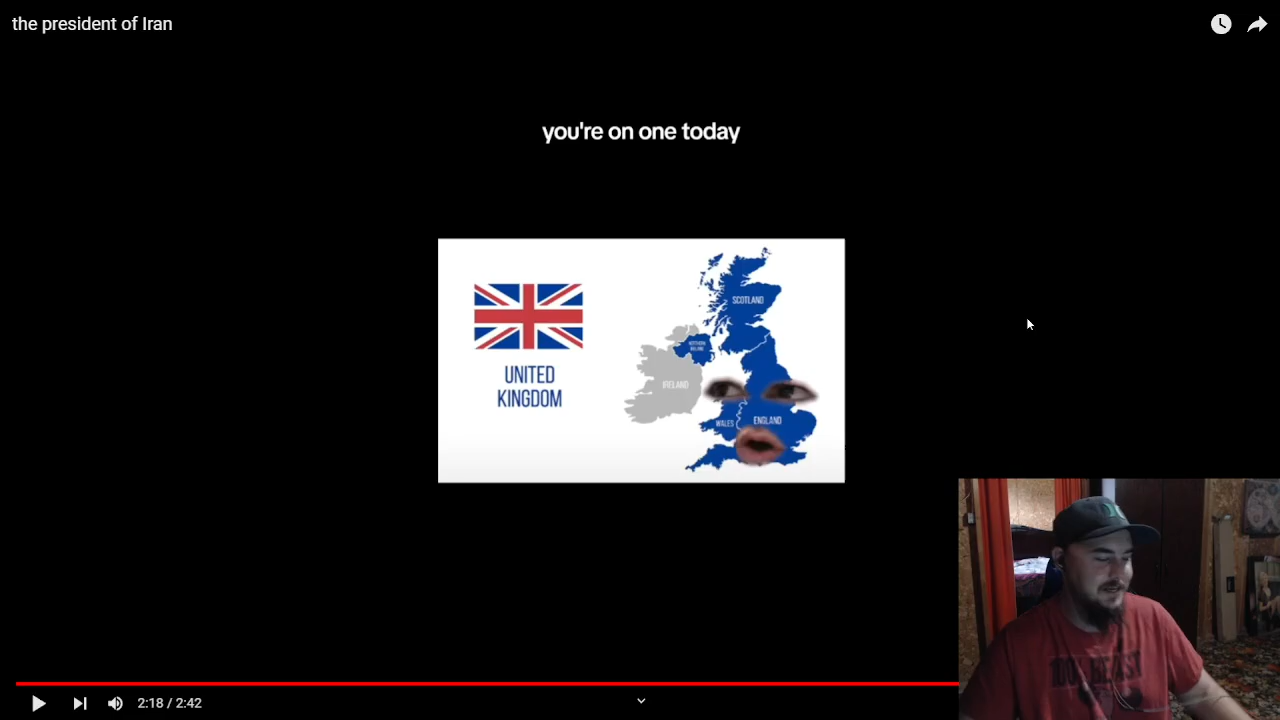 the president of Iran
you're on one today
SCOTLAND
IRELAND
UNITED
KINGDOM
WALES
ENGLAND
2:18 / 2:42